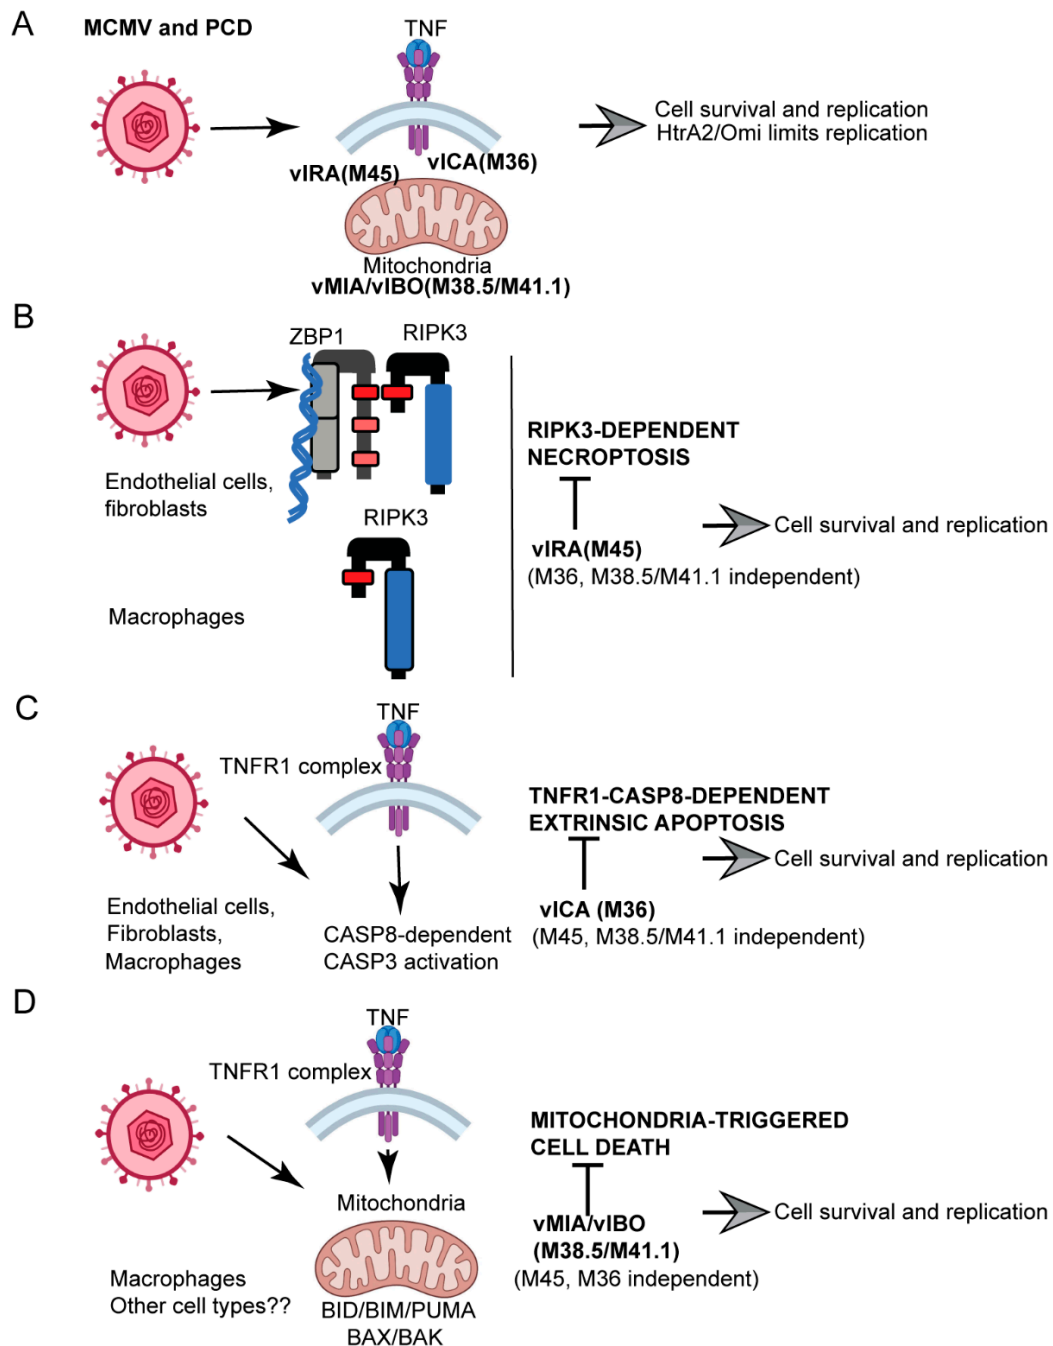 A
MCMV and PCD
TNF
vIRA(M45)
vICA(M36)
Mitochondria
vMIA/vIBO(M38.5/M41.1)
Cell survival and replication
HtrA2/Omi limits replication
B
ZBP1
RIPK3
Endothelial cells,
fibroblasts
RIPK3
Macrophages
RIPK3-DEPENDENT
NECROPTOSIS
vIRA(M45)
(M36, M38.5/M41.1 independent)
Cell survival and replication
C
TNF
TNFR1 complex
Endothelial cells,
Fibroblasts,
Macrophages
CASP8-dependent
CASP3 activation
TNFR1-CASP8-DEPENDENT
EXTRINSIC APOPTOSIS
vICA (M36)
(M45, M38.5/M41.1 independent)
Cell survival and replication
D
TNF
TNFR1 complex
Mitochondria
Macrophages
Other cell types??
BID/BIM/PUMA
BAX/BAK
MITOCHONDRIA-TRIGGERED
CELL DEATH
vMIA/vIBO
(M38.5/M41.1)
(M45, M36 independent)
Cell survival and replication